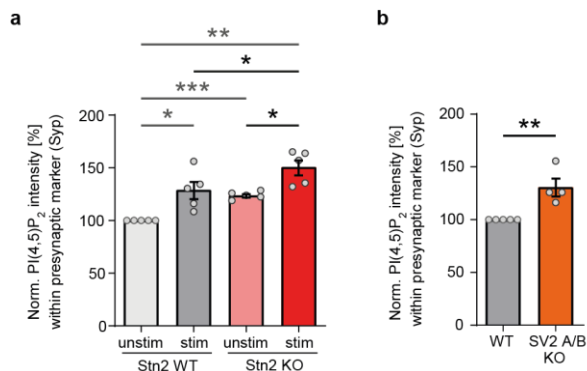 a
**
*
***
*
*
Norm. PI(4,5)P₂ intensity [%]
within presynaptic marker (Syp)
200
150
100
50
0
unstim stim unstim stim
Stn2 WT Stn2 KO
b
**
Norm. PI(4,5)P₂ intensity [%]
within presynaptic marker (Syp)
200
150
100
50
0
WT SV2 A/B
KO